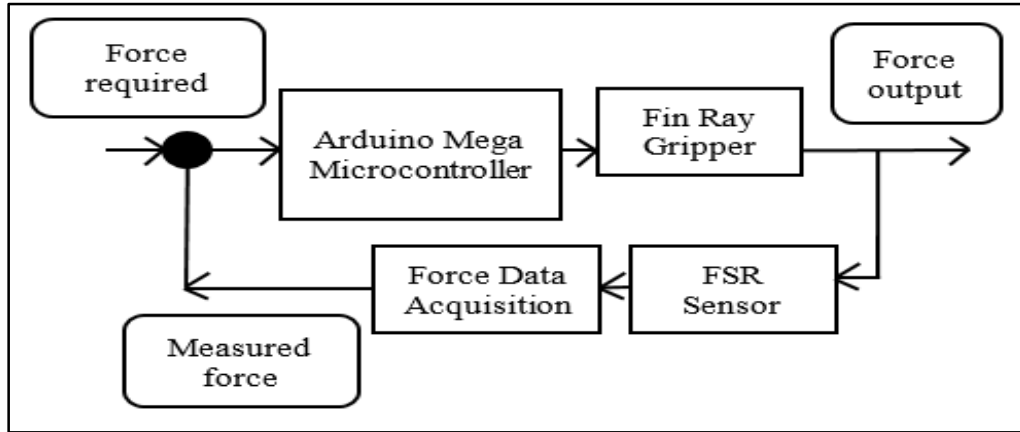 Force
required
Arduino Mega
Microcontroller
Fin Ray
Gripper
Force
output
Force Data
Acquisition
FSR
Sensor
Measured
force